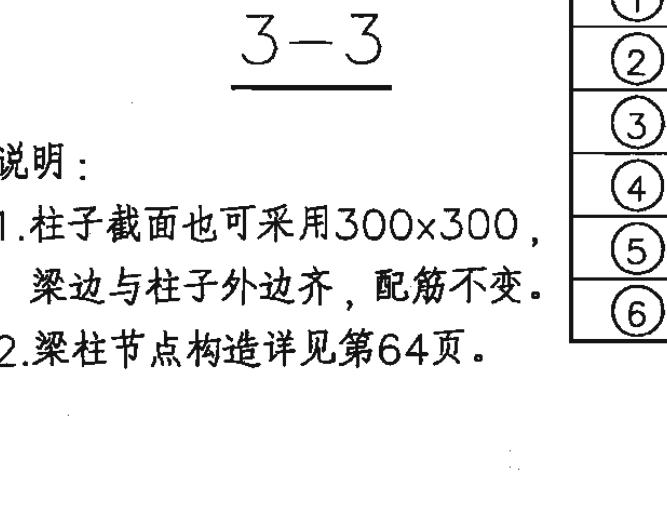 3-3
说明：
1.柱子截面也可采用300x300，
梁边与柱子外边齐，配筋不变。
2.梁柱节点构造详见第64页。
①
②
③
④
⑤
⑥